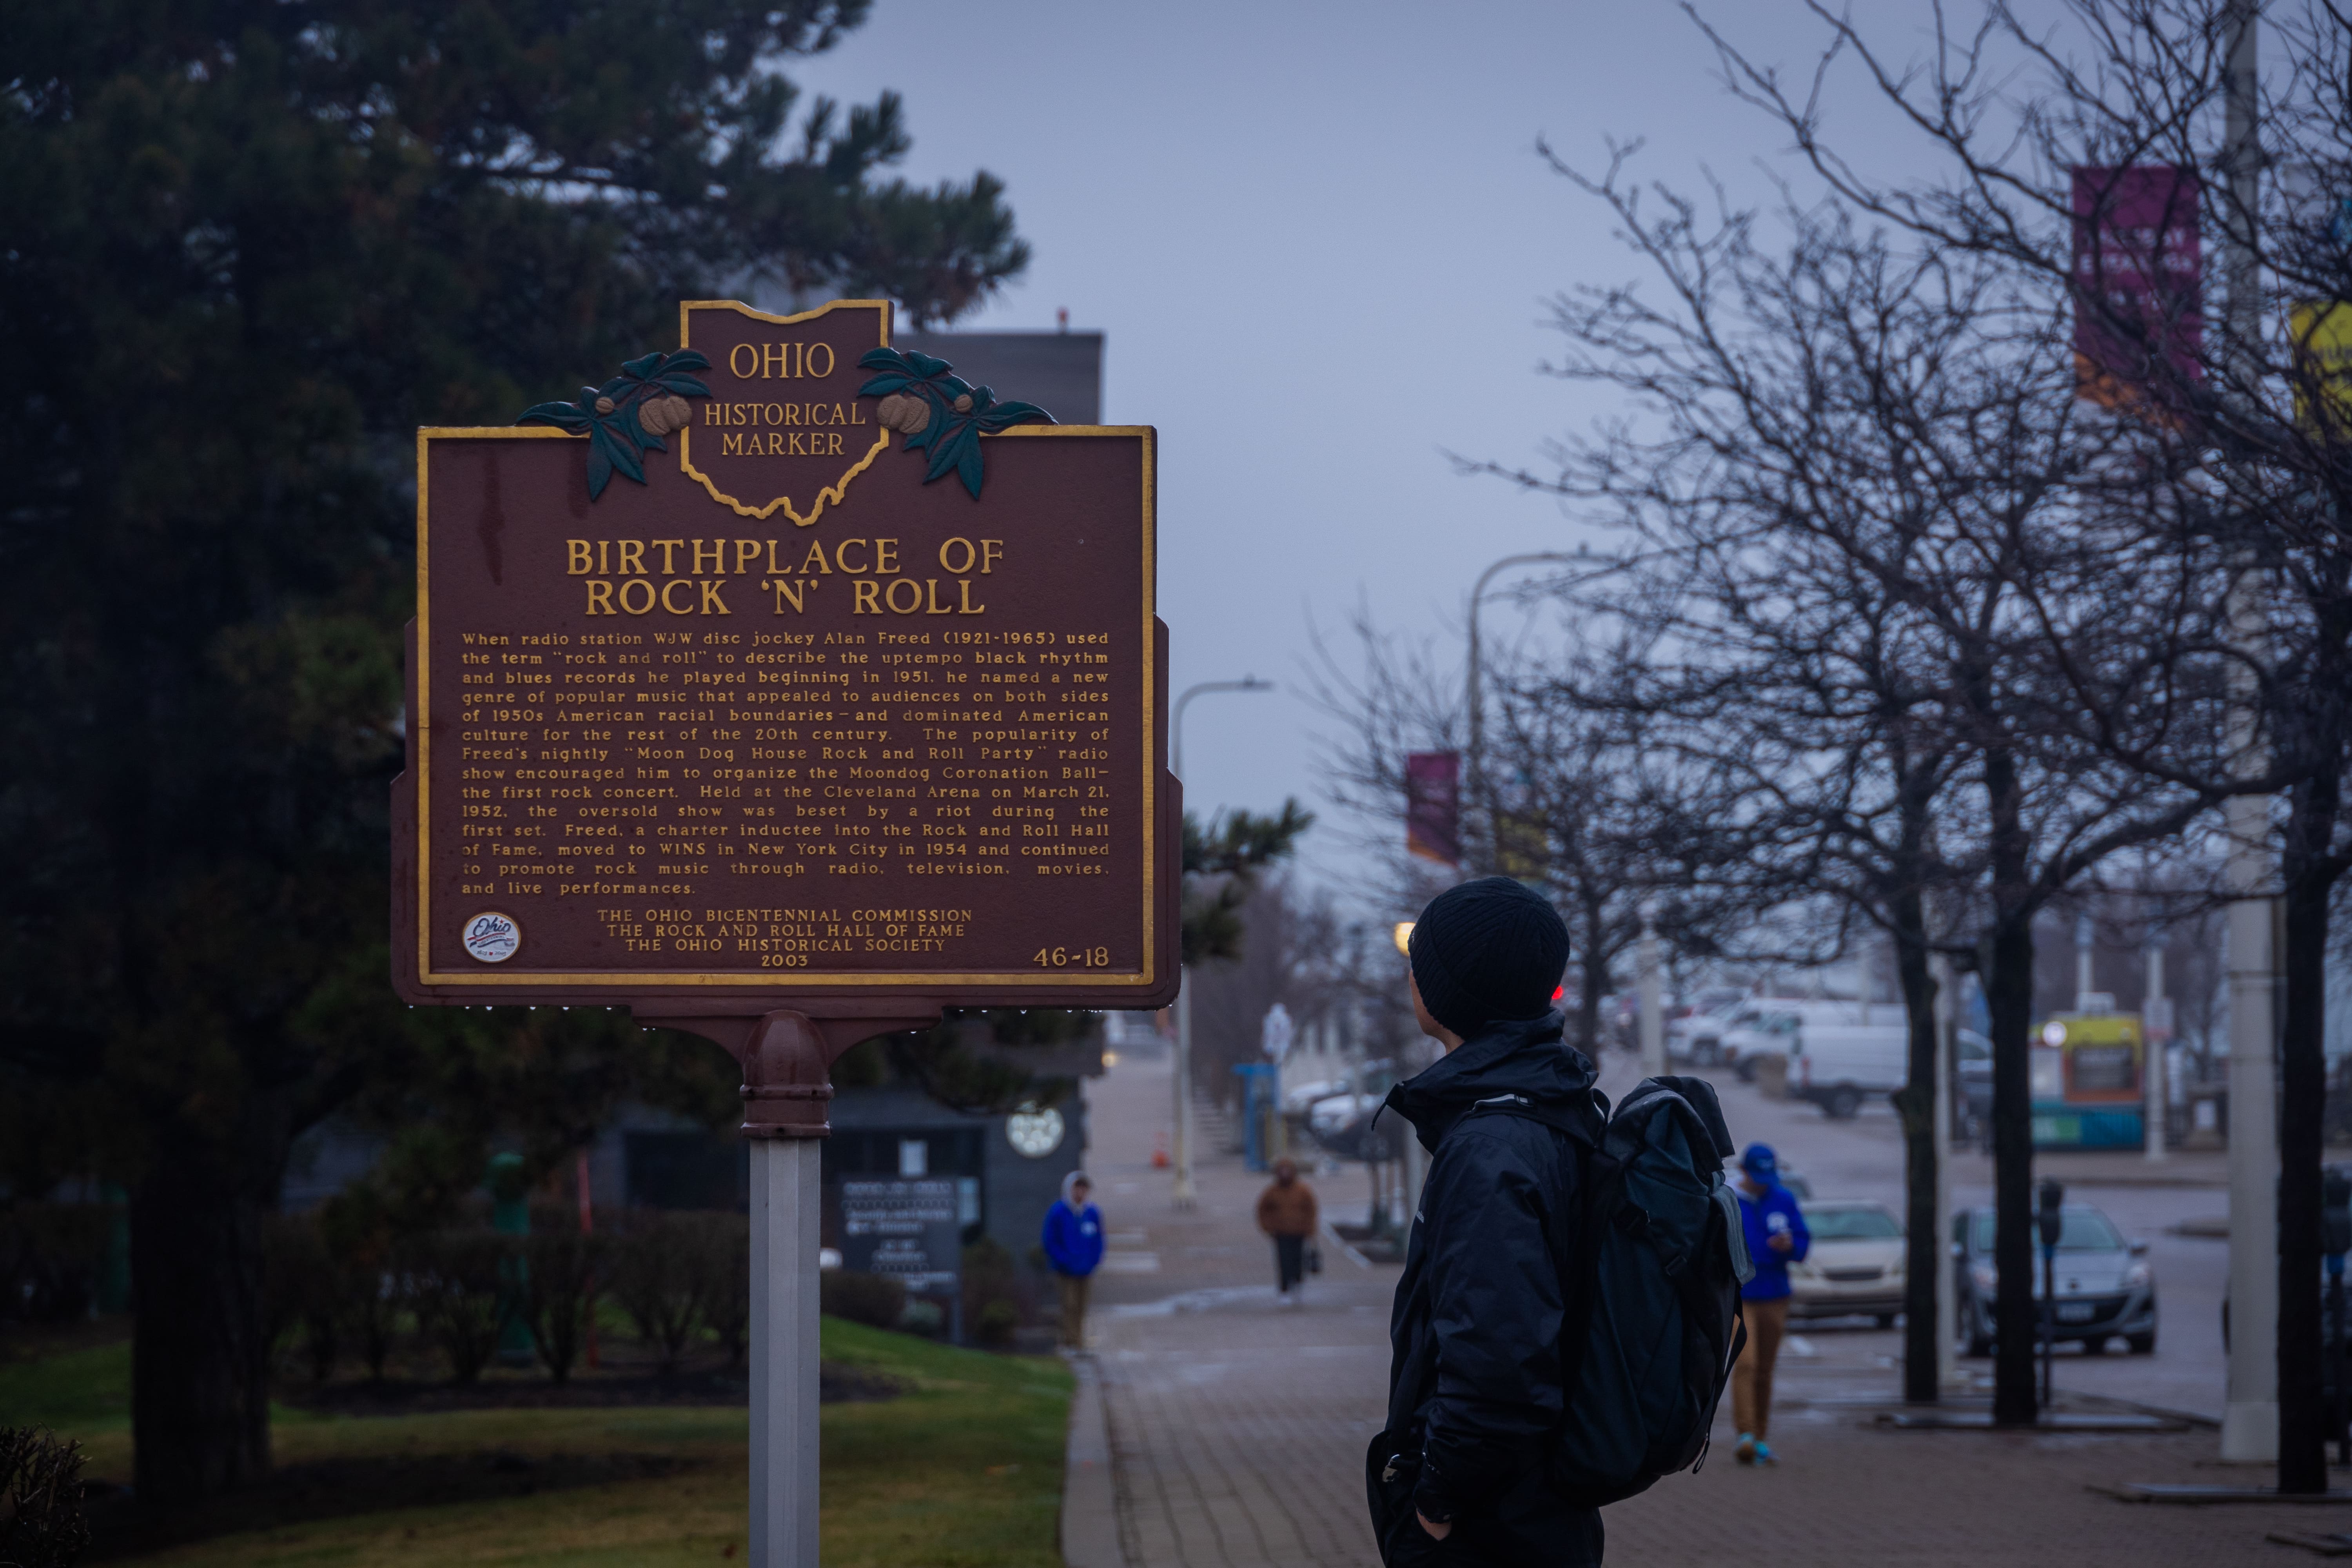 OHIO
HISTORICAL
MARKER
BIRTHPLACE OF
ROCK 'N' ROLL
When radio station WJW disc jockey Alan Freed (1921-1965) used
the term "rock and roll" to describe the uptempo black rhythm
and blues records he played beginning in 1951, he named a new
genre of popular music that appealed to audiences on both sides
of 1950s American racial boundaries—and dominated American
culture for the rest of the 20th century. The popularity of
Freed's nightly "Moon Dog House Rock and Roll Party" radio
show encouraged him to organize the Moondog Coronation Ball—
the first rock concert. Held at the Cleveland Arena on March 21,
1952, the oversold show was beset by a riot during the
first set. Freed, a charter inductee into the Rock and Roll Hall
of Fame, moved to WINS in New York City in 1954 and continued
to promote rock music through radio, television, movies,
and live performances.
THE OHIO BICENTENNIAL COMMISSION
THE ROCK AND ROLL HALL OF FAME
THE OHIO HISTORICAL SOCIETY
2003
46-18
Ohio